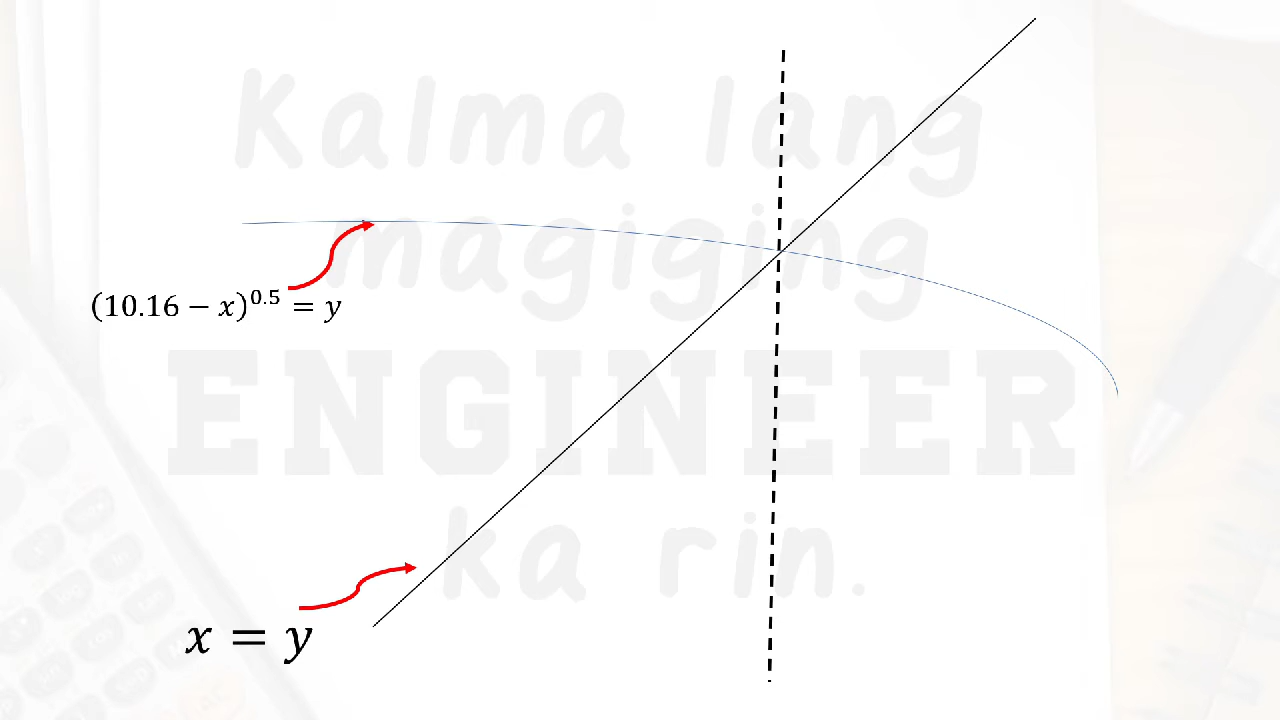 Kalma lang
magiging
(10.16 − x)^0.5 = y
ENGINEER
ka rin.
x = y